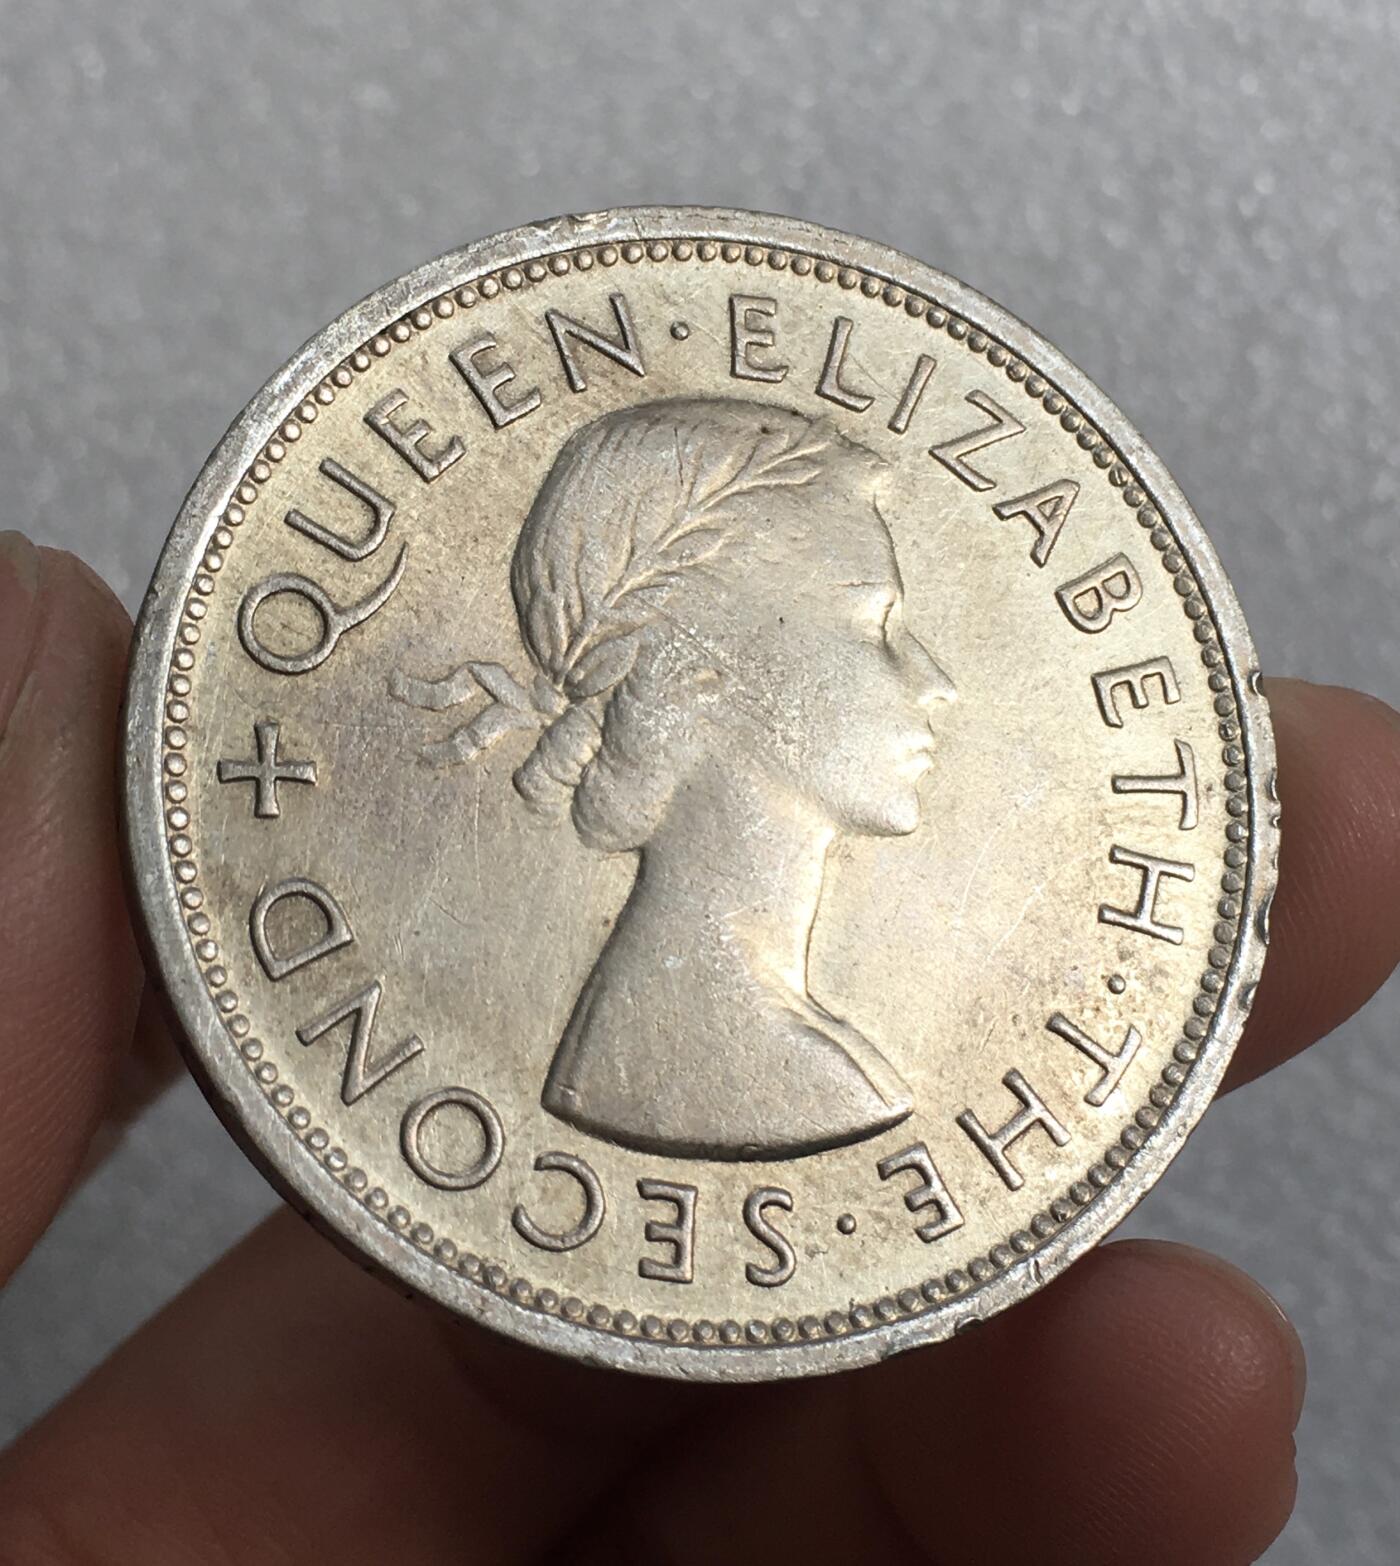 + QUEEN · ELIZABETH · THE · SECOND